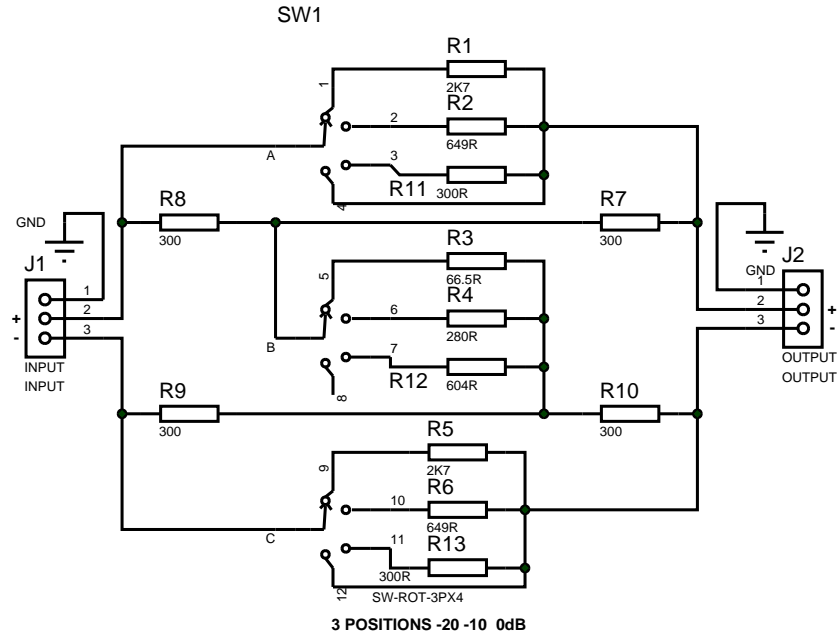 SW1
R1
2K7
1
R2
649R
2
A
3
R11
300R
4
R8
300
R7
300
GND
J1
1
2
3
+
-
INPUT
INPUT
R3
66.5R
5
R4
280R
6
B
7
R12
604R
8
GND
J2
1
2
3
+
-
OUTPUT
OUTPUT
R9
300
R10
300
R5
2K7
9
R6
649R
10
C
11
R13
300R
12
SW-ROT-3PX4
3 POSITIONS -20 -10 0dB